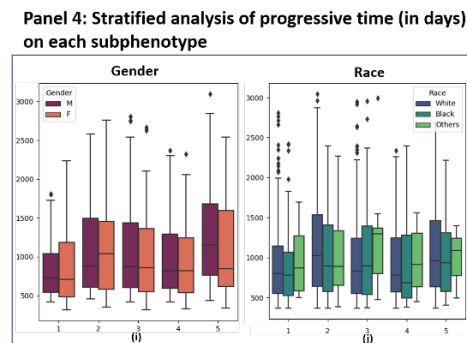 Panel 4: Stratified analysis of progressive time (in days)
on each subphenotype
Gender
Gender
M
F
3000
2500
2000
1500
1000
500
1 2 3 4 5
(i)
Race
Race
White
Black
Others
3000
2500
2000
1500
1000
500
1 2 3 4 5
(j)